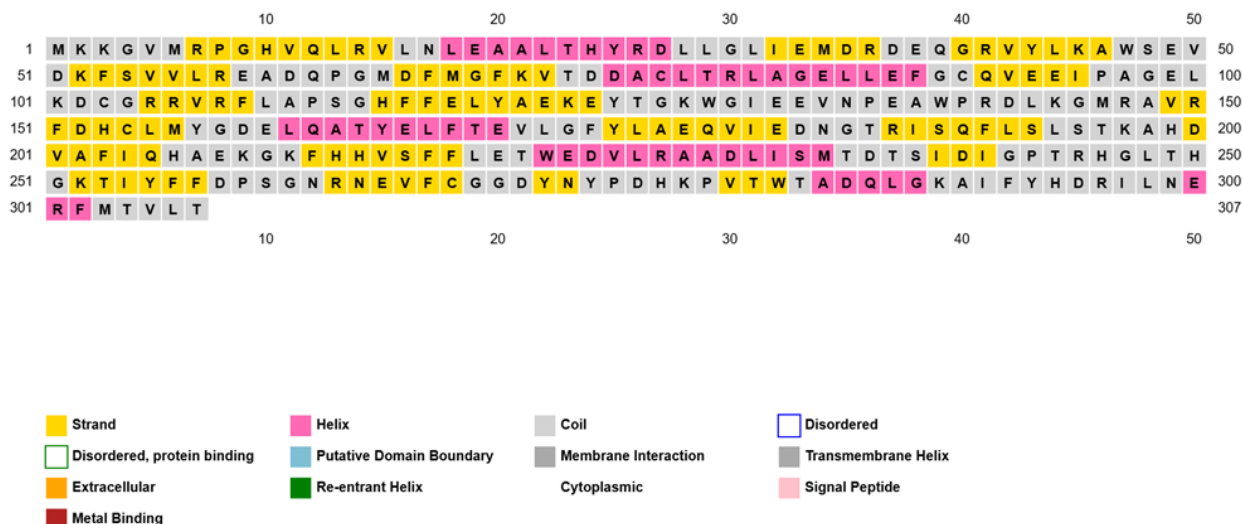 10 20 30 40 50
1 M K K G V M R P G H V Q L R V L N L E A A L T H Y R D L L G L I E M D R D E Q G R V Y L K A W S E V 50
51 D K F S V V L R E A D Q P G M D F M G F K V T D D A C L T R L A G E L L E F G C Q V E E I P A G E L 100
101 K D C G R R V R F L A P S G H F F E L Y A E K E Y T G K W G I E E V N P E A W P R D L K G M R A V R 150
151 F D H C L M Y G D E L Q A T Y E L F T E V L G F Y L A E Q V I E D N G T R I S Q F L S L S T K A H D 200
201 V A F I Q H A E K G K F H H V S F F L E T W E D V L R A A D L I S M T D T S I D I G P T R H G L T H 250
251 G K T I Y F F D P S G N R N E V F C G G D Y N Y P D H K P V T W T A D Q L G K A I F Y H D R I L N E 300
301 R F M T V L T 307
10 20 30 40 50
Strand Helix Coil Disordered
Disordered, protein binding Putative Domain Boundary Membrane Interaction Transmembrane Helix
Extracellular Re-entrant Helix Cytoplasmic Signal Peptide
Metal Binding